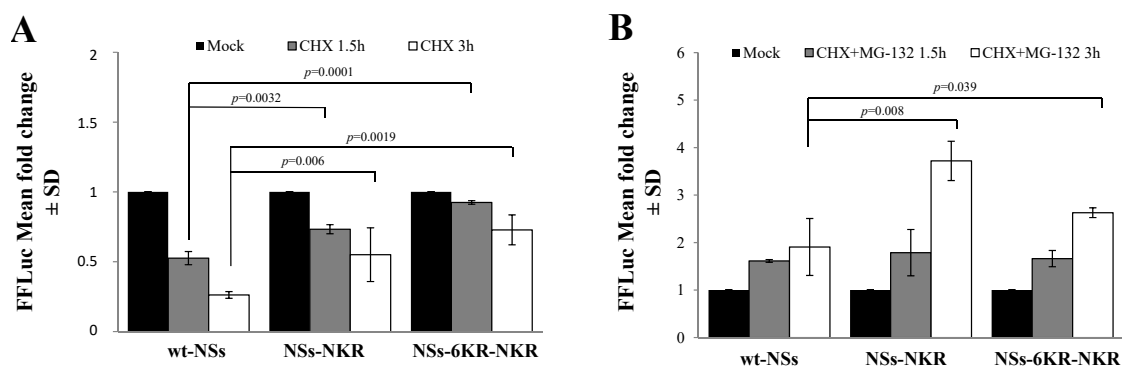 A
FFLuc Mean fold change
± SD
Mock CHX 1.5h CHX 3h
2
1.5
1
0.5
0
p=0.0001
p=0.0032
p=0.0019
p=0.006
wt-NSs NSs-NKR NSs-6KR-NKR
B
FFLuc Mean fold change
± SD
Mock CHX+MG-132 1.5h CHX+MG-132 3h
6
5
4
3
2
1
0
p=0.039
p=0.008
wt-NSs NSs-NKR NSs-6KR-NKR